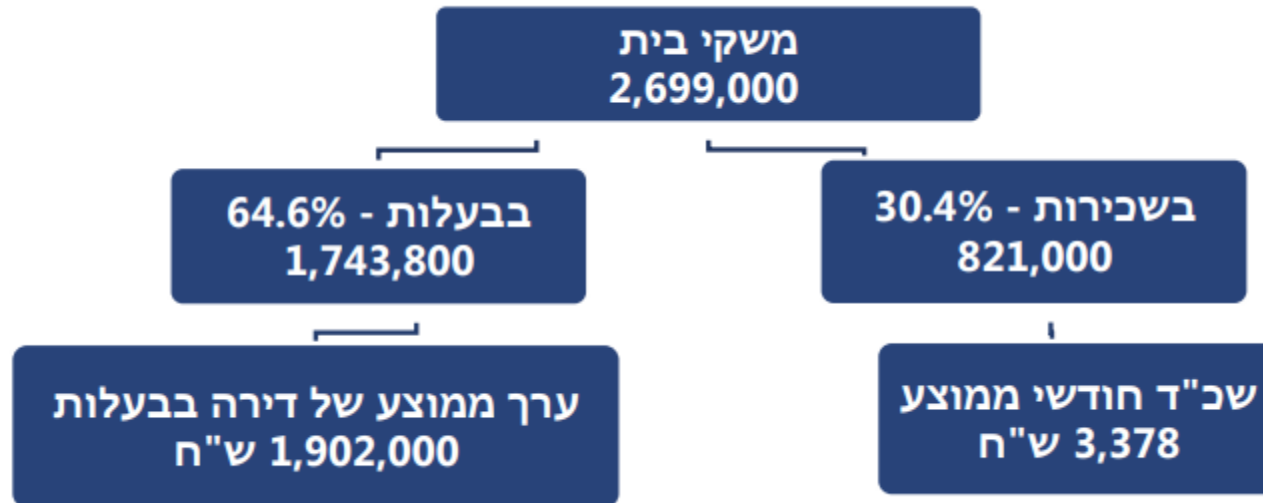 משקי בית
2,699,000
בשכירות - 30.4%
821,000
בבעלות - 64.6%
1,743,800
שכ"ד חודשי ממוצע
3,378 ש"ח
ערך ממוצע של דירה בבעלות
1,902,000 ש"ח